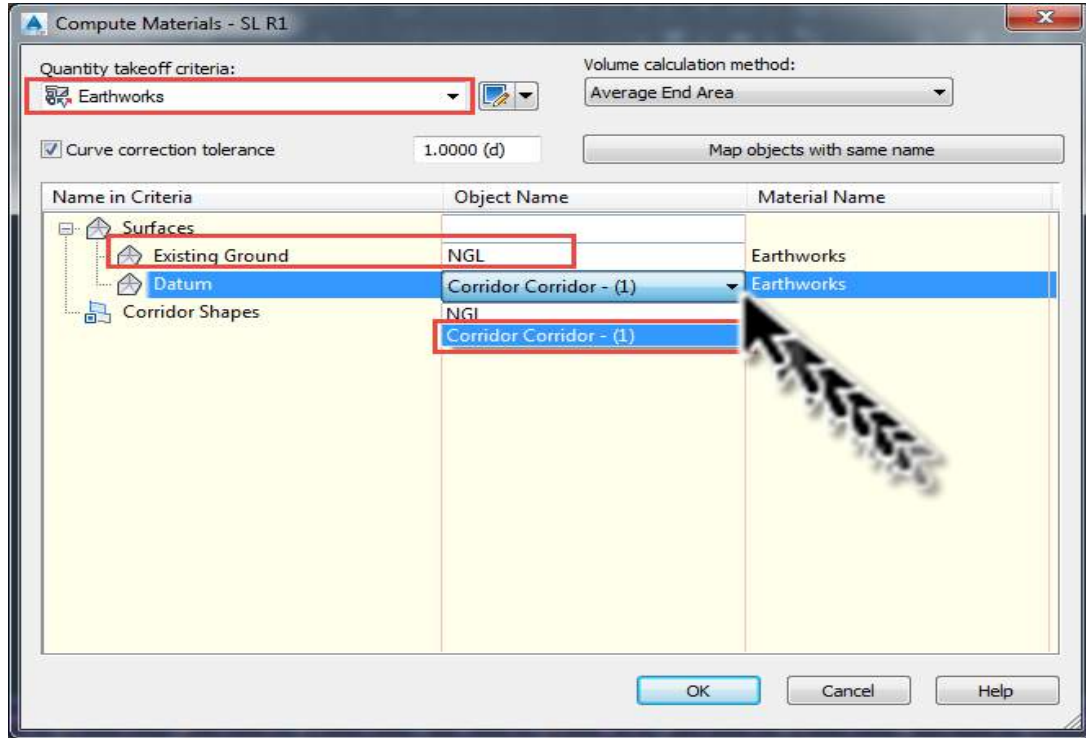 Compute Materials - SL R1
Quantity takeoff criteria:
Volume calculation method:
Earthworks
Average End Area
Curve correction tolerance
1.0000 (d)
Map objects with same name
Name in Criteria
Object Name
Material Name
Surfaces
Existing Ground
NGL
Earthworks
Datum
Corridor Corridor - (1)
Earthworks
Corridor Shapes
NGL
Corridor Corridor - (1)
OK
Cancel
Help